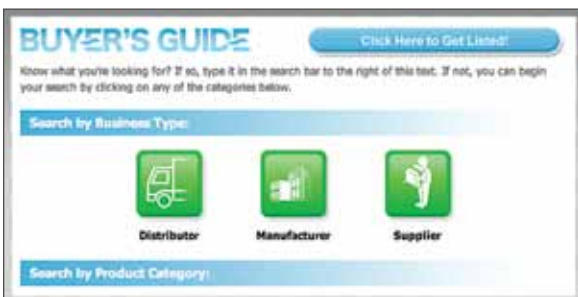 BUYER'S GUIDE
Click Here to Get Listed!
Know what you're looking for? If so, type it in the search bar to the right of this text. If not, you can begin
your search by clicking on any of the categories below.
Search by Business Type:
Distributor
Manufacturer
Supplier
Search by Product Category: